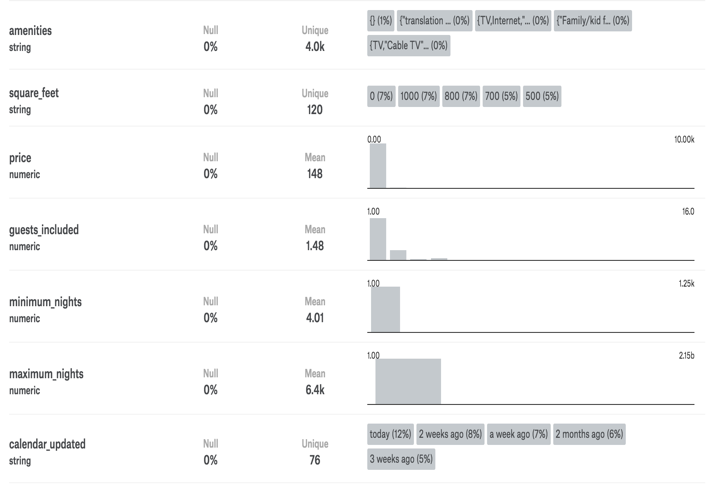 amenities Null Unique {} (1%) {"translation ... (0%) {TV,Internet,"... (0%) {"Family/kid f... (0%)
string 0% 4.0k {TV,"Cable TV"... (0%)
square_feet Null Unique 0 (7%) 1000 (7%) 800 (7%) 700 (5%) 500 (5%)
string 0% 120
0.00 10.00k
price Null Mean
numeric 0% 148
1.00 16.0
guests_included Null Mean
numeric 0% 1.48
1.00 1.25k
minimum_nights Null Mean
numeric 0% 4.01
1.00 2.15b
maximum_nights Null Mean
numeric 0% 6.4k
calendar_updated Null Unique today (12%) 2 weeks ago (8%) a week ago (7%) 2 months ago (6%)
string 0% 76 3 weeks ago (5%)